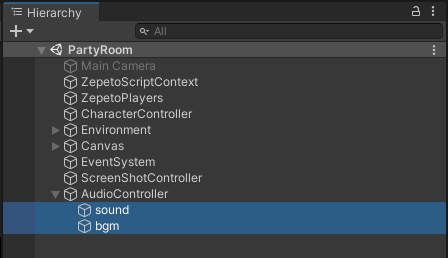 Hierarchy
All
PartyRoom
Main Camera
ZepetoScriptContext
ZepetoPlayers
CharacterController
Environment
Canvas
EventSystem
ScreenShotController
AudioController
sound
bgm